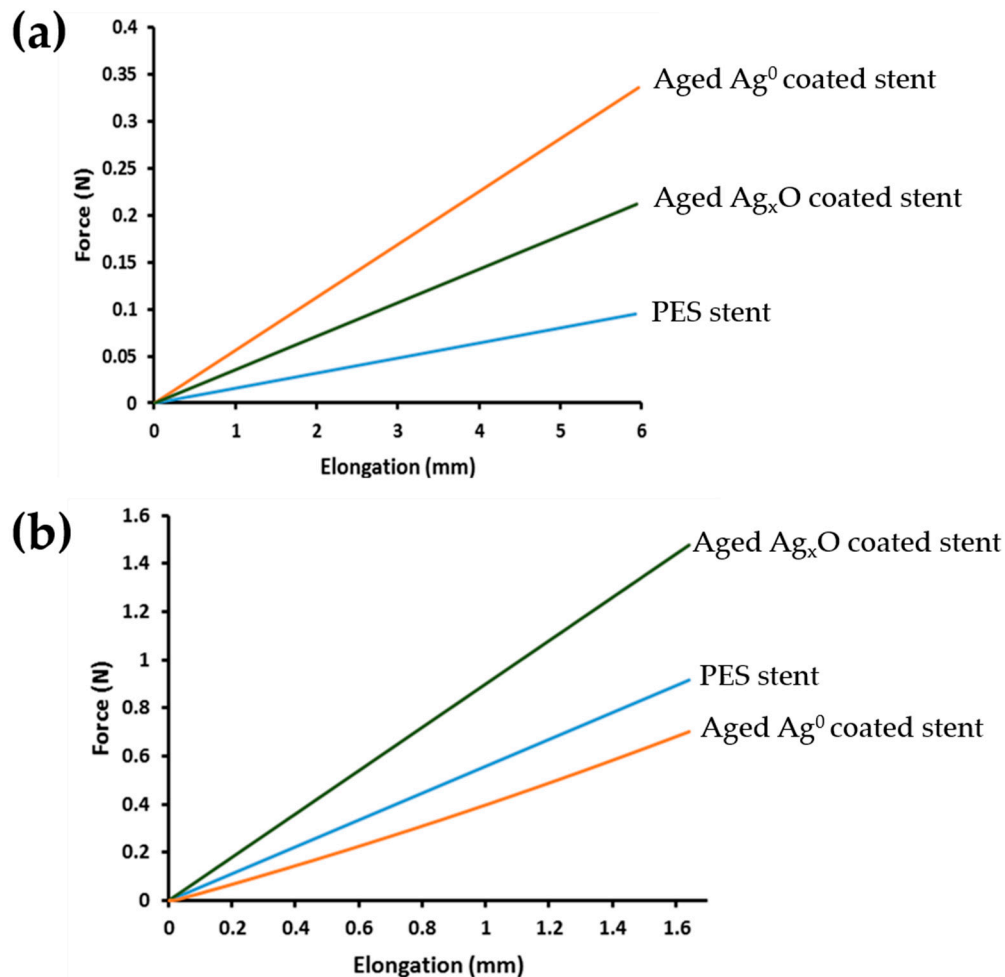 (a)
0.4
0.35
0.3
0.25
0.2
0.15
0.1
0.05
0
Force (N)
Aged Ag⁰ coated stent
Aged AgₓO coated stent
PES stent
0 1 2 3 4 5 6
Elongation (mm)
(b)
1.6
1.4
1.2
1
0.8
0.6
0.4
0.2
0
Force (N)
Aged AgₓO coated stent
PES stent
Aged Ag⁰ coated stent
0 0.2 0.4 0.6 0.8 1 1.2 1.4 1.6
Elongation (mm)